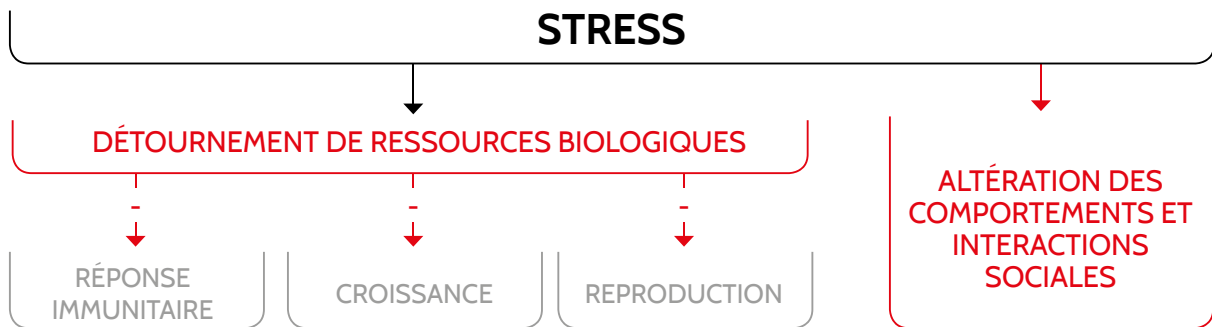 STRESS
DÉTOURNEMENT DE RESSOURCES BIOLOGIQUES
-
-
-
RÉPONSE
IMMUNITAIRE
CROISSANCE
REPRODUCTION
ALTÉRATION DES
COMPORTEMENTS ET
INTERACTIONS
SOCIALES